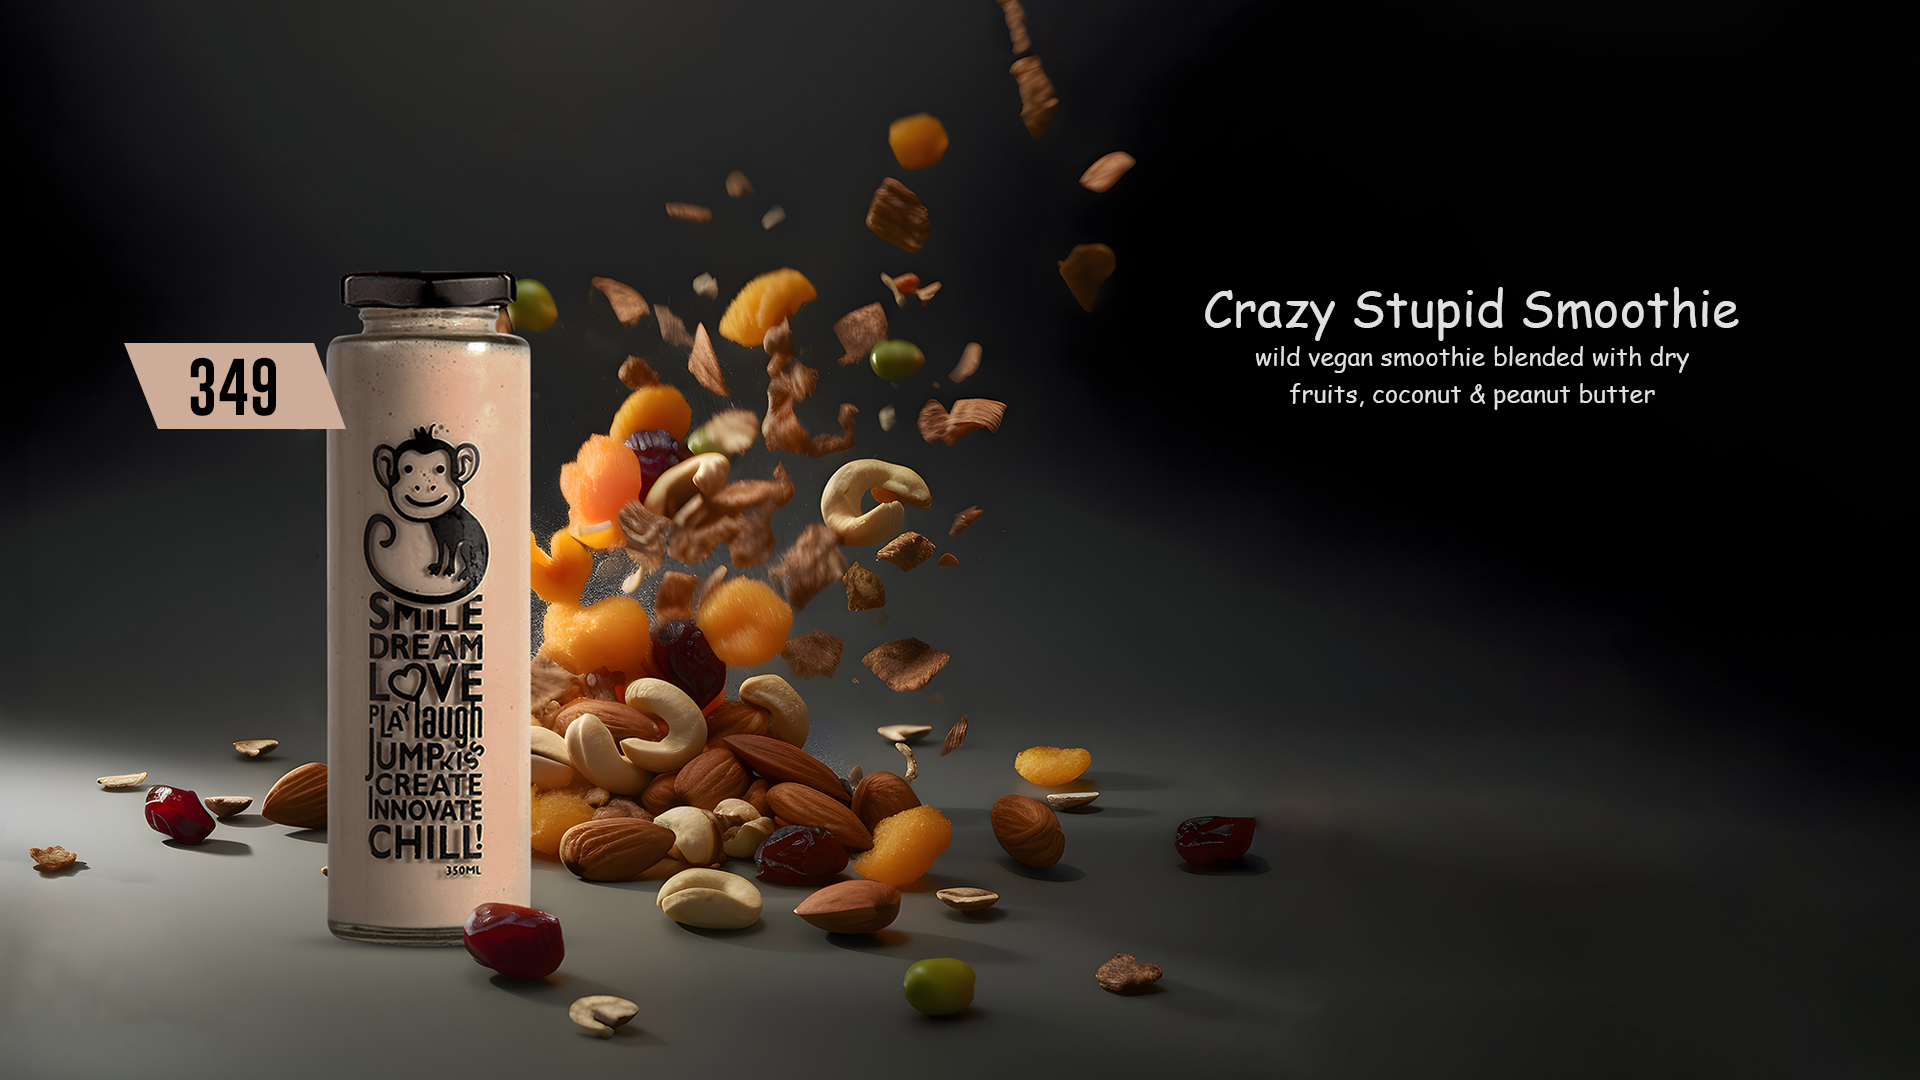 349
Crazy Stupid Smoothie
wild vegan smoothie blended with dry
fruits, coconut & peanut butter
SMILE
DREAM
LOVE
PLAY laugh
JUMP KISS
CREATE
INNOVATE
CHILL!
350ML